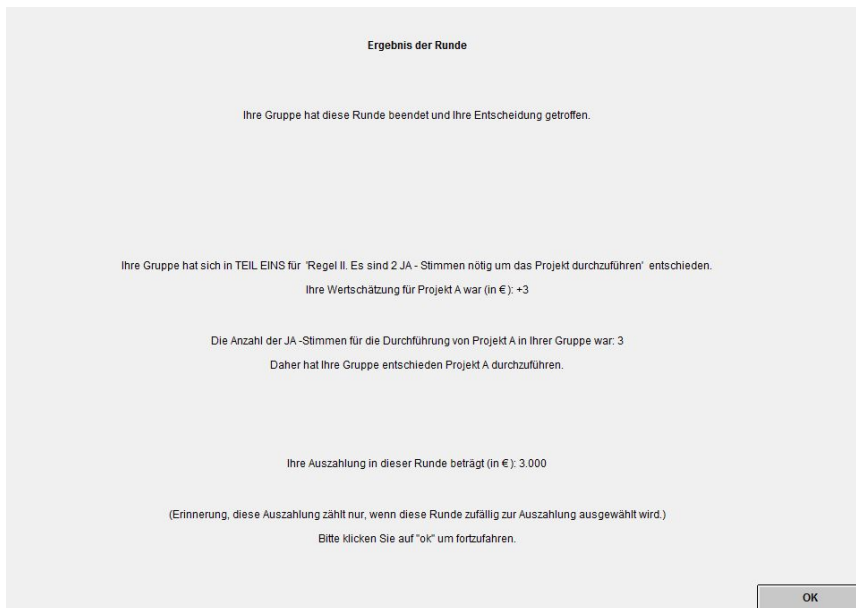 Ergebnis der Runde
Ihre Gruppe hat diese Runde beendet und Ihre Entscheidung getroffen.
Ihre Gruppe hat sich in TEIL EINS für 'Regel II. Es sind 2 JA - Stimmen nötig um das Projekt durchzuführen' entschieden.
Ihre Wertschätzung für Projekt A war (in €): +3
Die Anzahl der JA -Stimmen für die Durchführung von Projekt A in Ihrer Gruppe war: 3
Daher hat Ihre Gruppe entschieden Projekt A durchzuführen.
Ihre Auszahlung in dieser Runde beträgt (in €): 3.000
(Erinnerung, diese Auszahlung zählt nur, wenn diese Runde zufällig zur Auszahlung ausgewählt wird.)
Bitte klicken Sie auf "ok" um fortzufahren.
OK